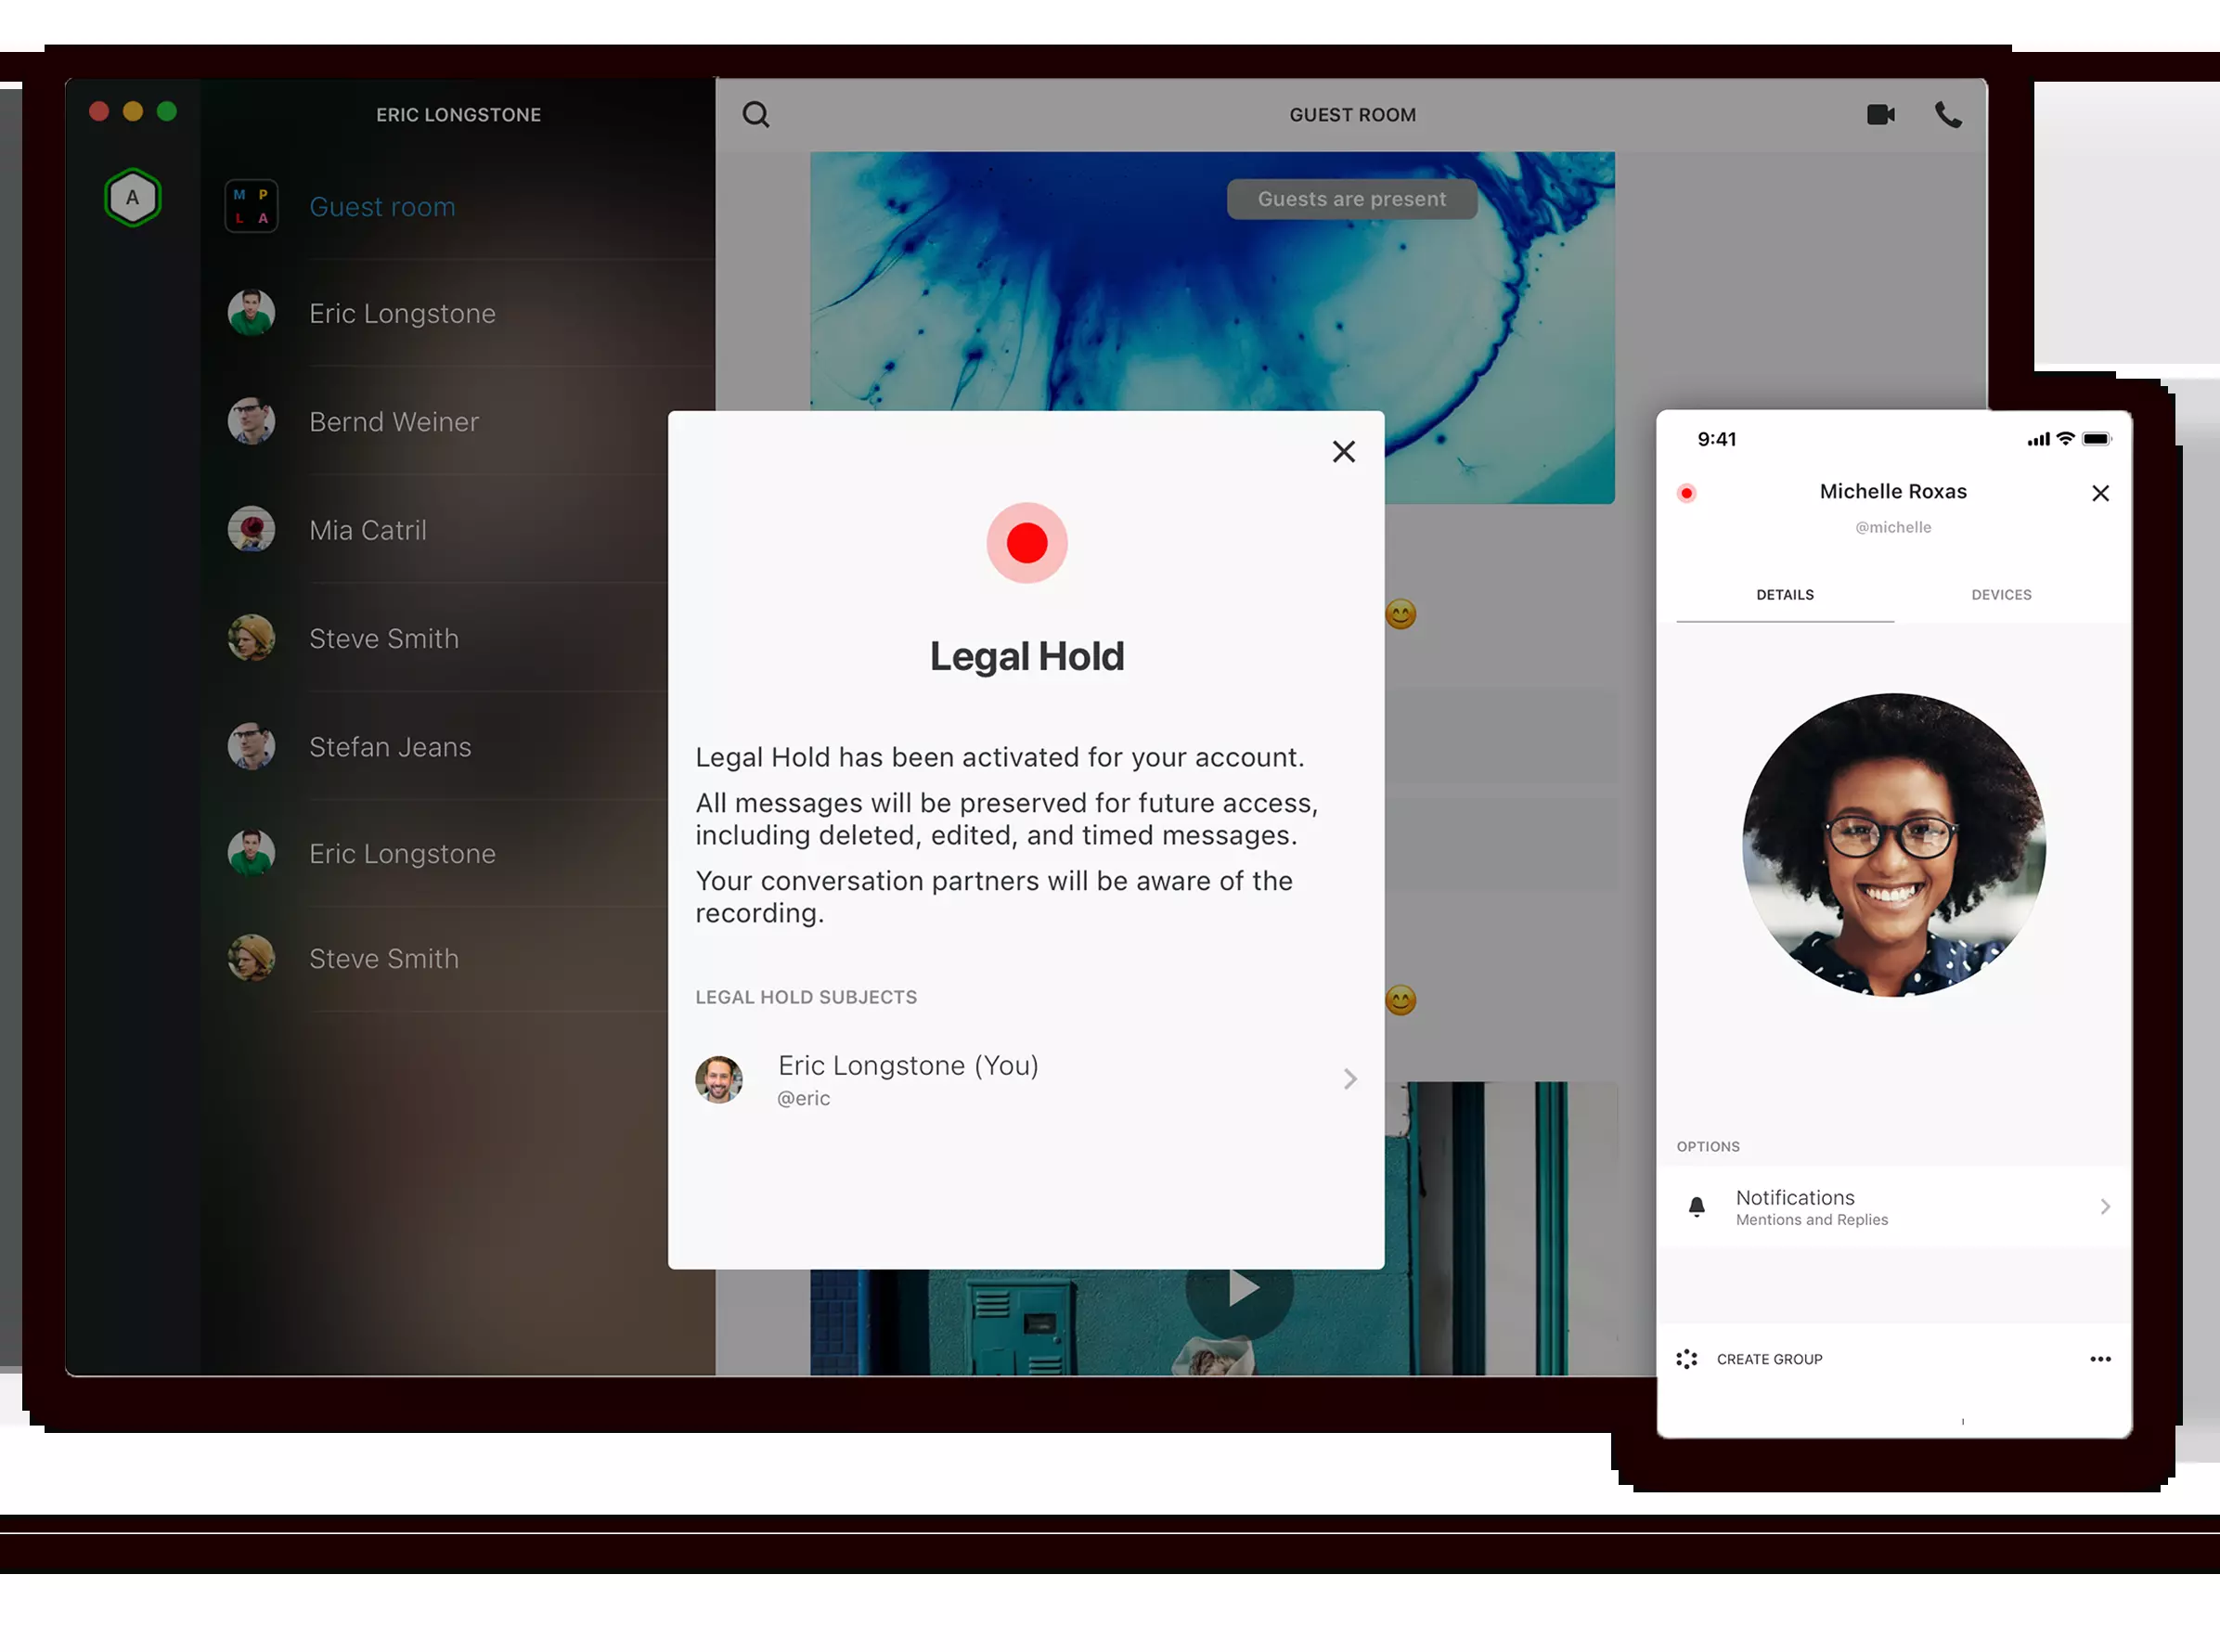 ERIC LONGSTONE
A
M P
L A
Guest room
Eric Longstone
Bernd Weiner
Mia Catril
Steve Smith
Stefan Jeans
Eric Longstone
Steve Smith
GUEST ROOM
Guests are present
Legal Hold
Legal Hold has been activated for your account.
All messages will be preserved for future access,
including deleted, edited, and timed messages.
Your conversation partners will be aware of the
recording.
LEGAL HOLD SUBJECTS
Eric Longstone (You)
@eric
9:41
Michelle Roxas
@michelle
DETAILS DEVICES
OPTIONS
Notifications
Mentions and Replies
CREATE GROUP